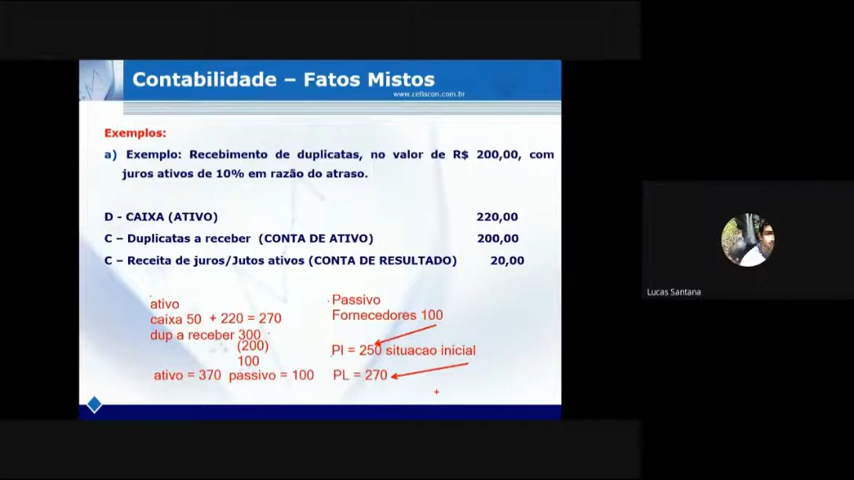 Contabilidade – Fatos Mistos
www.cefiscon.com.br
Exemplos:
a) Exemplo: Recebimento de duplicatas, no valor de R$ 200,00, com
juros ativos de 10% em razão do atraso.
D - CAIXA (ATIVO) 220,00
C – Duplicatas a receber (CONTA DE ATIVO) 200,00
C – Receita de juros/Jutos ativos (CONTA DE RESULTADO) 20,00
ativo
caixa 50 + 220 = 270
dup a receber 300
(200)
100
ativo = 370 passivo = 100
Passivo
Fornecedores 100
Pl = 250 situacao inicial
PL = 270
Lucas Santana